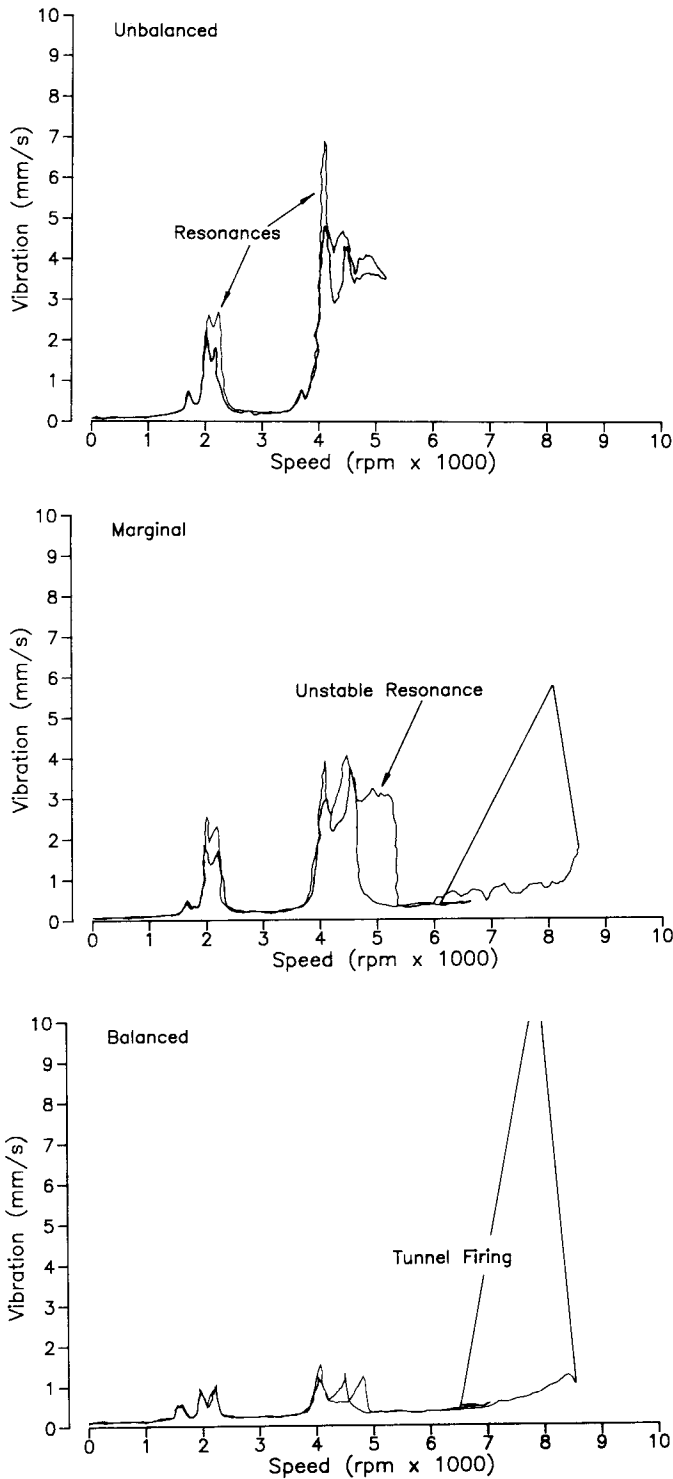 Unbalanced
10
9
8
7
6
5
4
3
2
1
0
Vibration (mm/s)
Resonances
0 1 2 3 4 5 6 7 8 9 10
Speed (rpm x 1000)
Marginal
10
9
8
7
6
5
4
3
2
1
0
Vibration (mm/s)
Unstable Resonance
0 1 2 3 4 5 6 7 8 9 10
Speed (rpm x 1000)
Balanced
10
9
8
7
6
5
4
3
2
1
0
Vibration (mm/s)
Tunnel Firing
0 1 2 3 4 5 6 7 8 9 10
Speed (rpm x 1000)